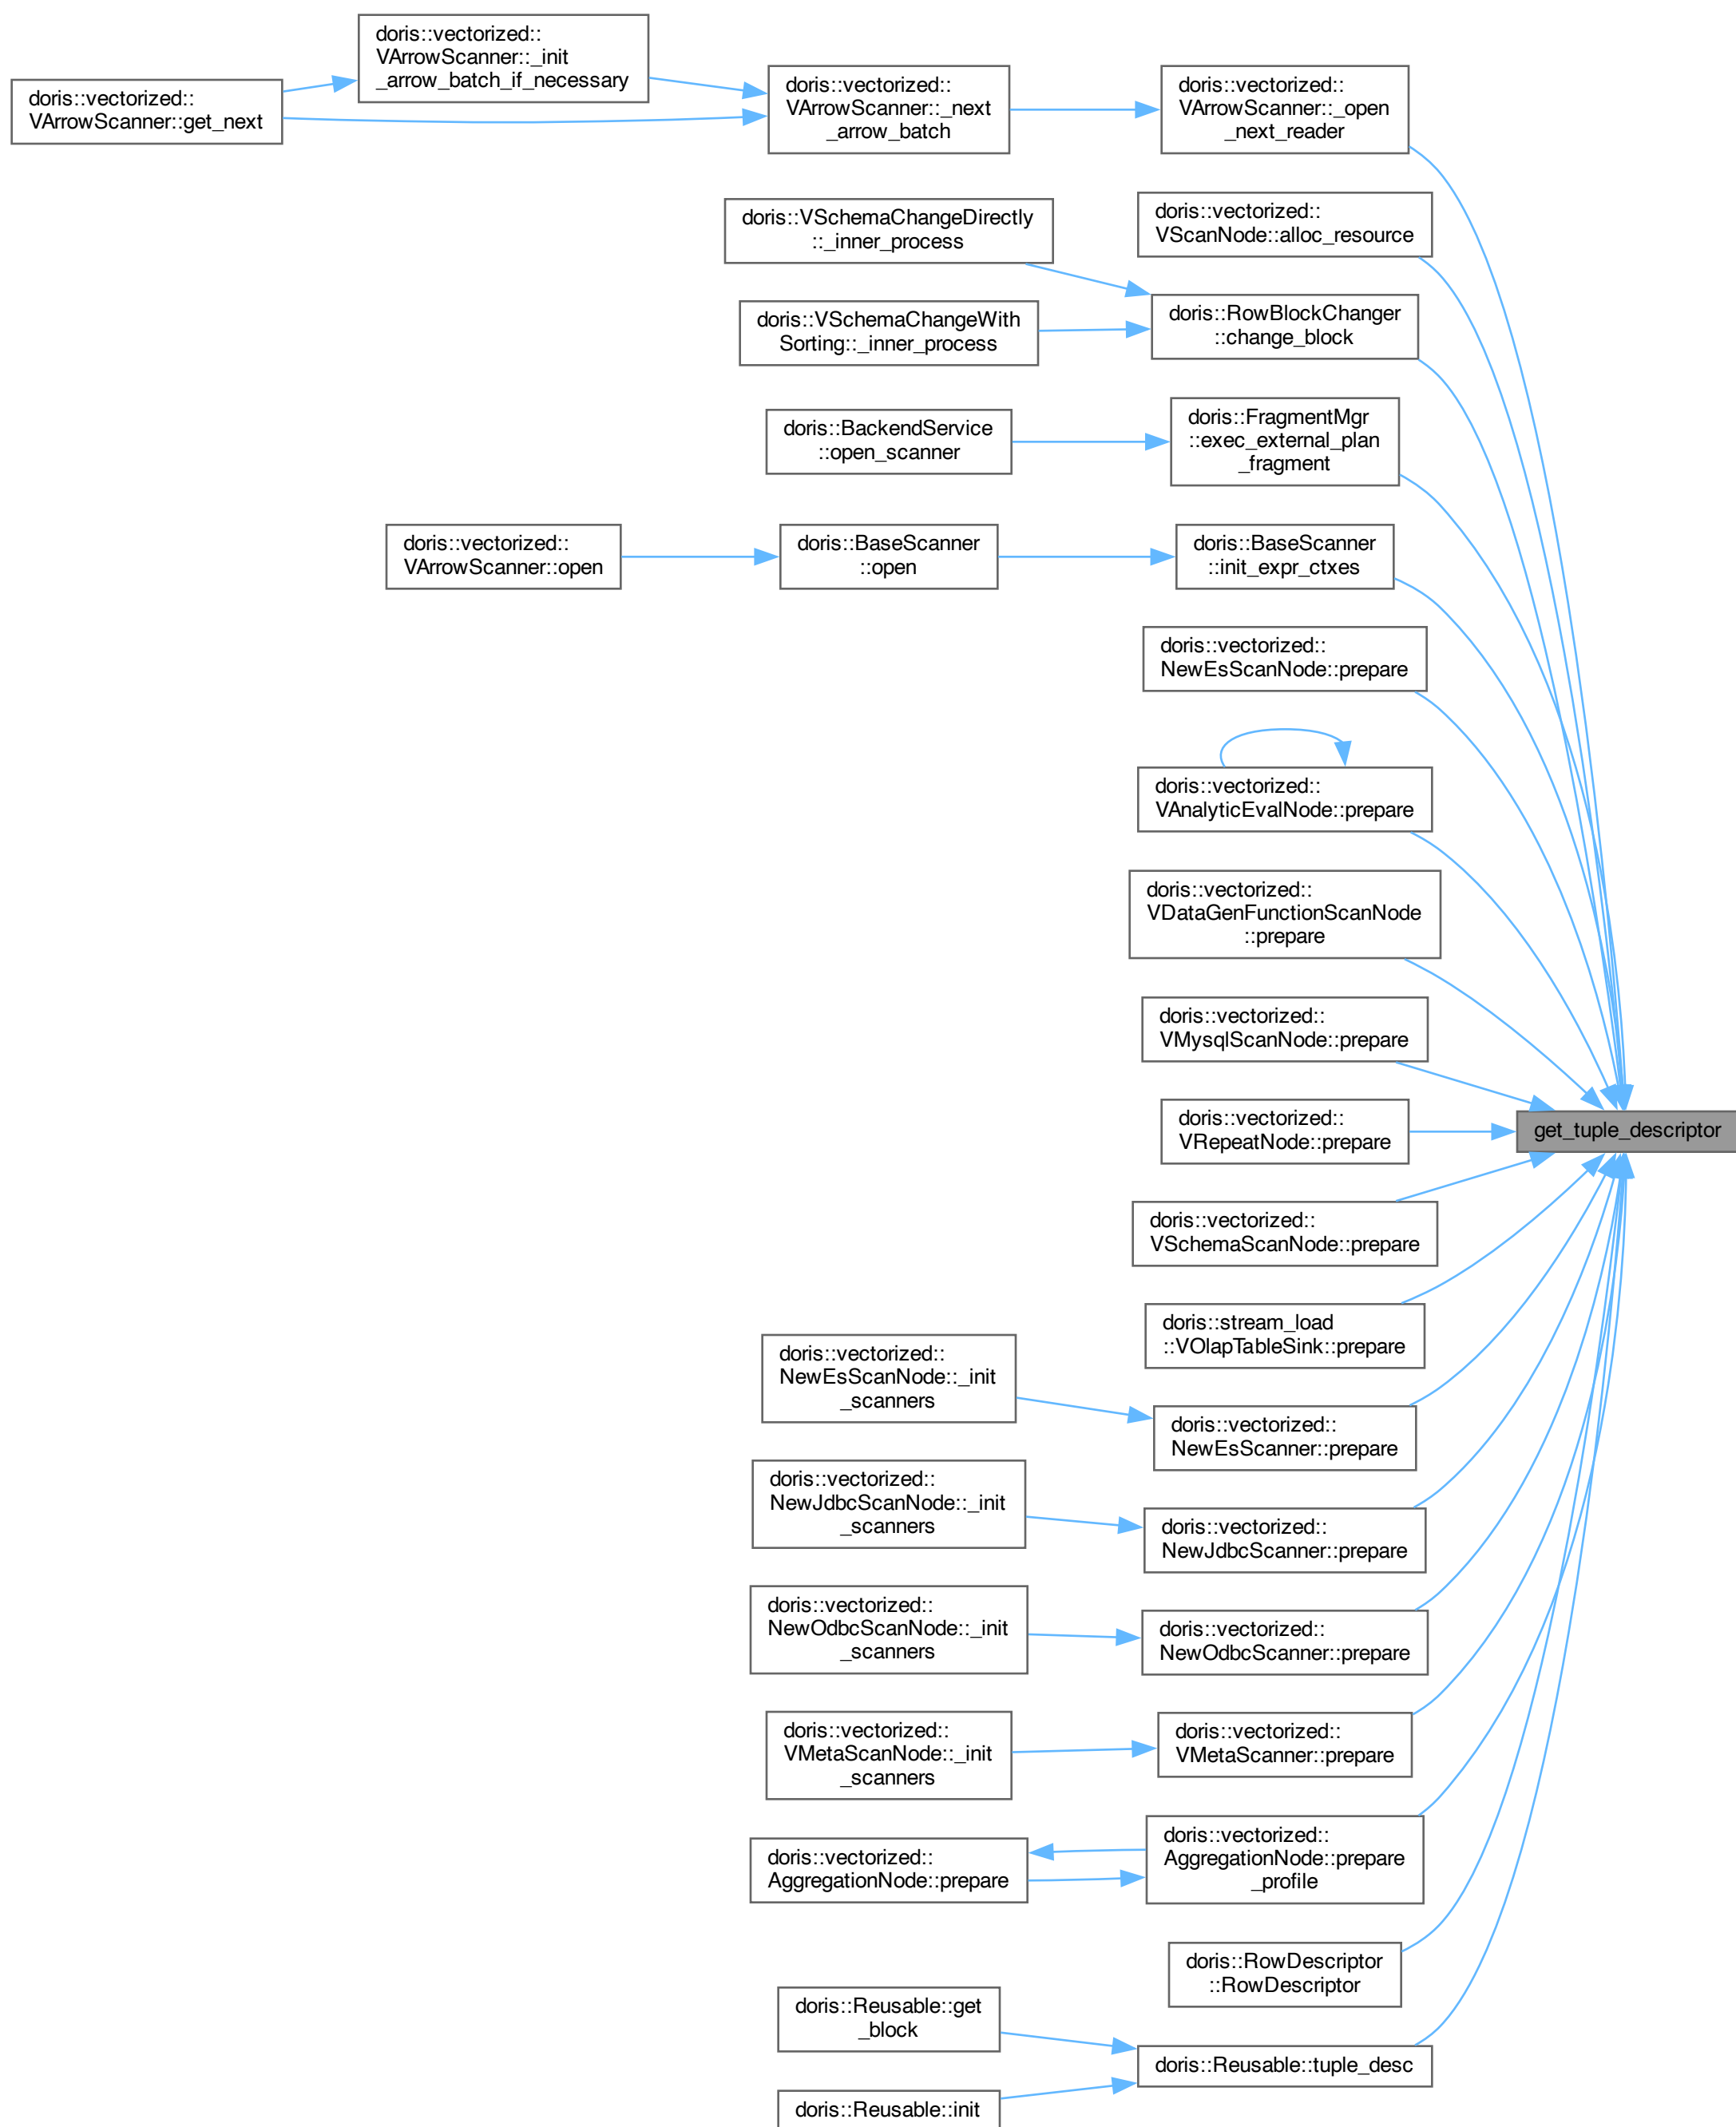 doris::vectorized::
VArrowScanner::_init
_arrow_batch_if_necessary
doris::vectorized::
VArrowScanner::get_next
doris::vectorized::
VArrowScanner::_next
_arrow_batch
doris::vectorized::
VArrowScanner::_open
_next_reader
doris::vectorized::
VScanNode::alloc_resource
doris::VSchemaChangeDirectly
::_inner_process
doris::VSchemaChangeWith
Sorting::_inner_process
doris::RowBlockChanger
::change_block
doris::BackendService
::open_scanner
doris::FragmentMgr
::exec_external_plan
_fragment
doris::vectorized::
VArrowScanner::open
doris::BaseScanner
::open
doris::BaseScanner
::init_expr_ctxes
doris::vectorized::
NewEsScanNode::prepare
doris::vectorized::
VAnalyticEvalNode::prepare
doris::vectorized::
VDataGenFunctionScanNode
::prepare
doris::vectorized::
VMysqlScanNode::prepare
doris::vectorized::
VRepeatNode::prepare
get_tuple_descriptor
doris::vectorized::
VSchemaScanNode::prepare
doris::stream_load
::VOlapTableSink::prepare
doris::vectorized::
NewEsScanNode::_init
_scanners
doris::vectorized::
NewEsScanner::prepare
doris::vectorized::
NewJdbcScanNode::_init
_scanners
doris::vectorized::
NewJdbcScanner::prepare
doris::vectorized::
NewOdbcScanNode::_init
_scanners
doris::vectorized::
NewOdbcScanner::prepare
doris::vectorized::
VMetaScanNode::_init
_scanners
doris::vectorized::
VMetaScanner::prepare
doris::vectorized::
AggregationNode::prepare
doris::vectorized::
AggregationNode::prepare
_profile
doris::RowDescriptor
::RowDescriptor
doris::Reusable::get
_block
doris::Reusable::tuple_desc
doris::Reusable::init